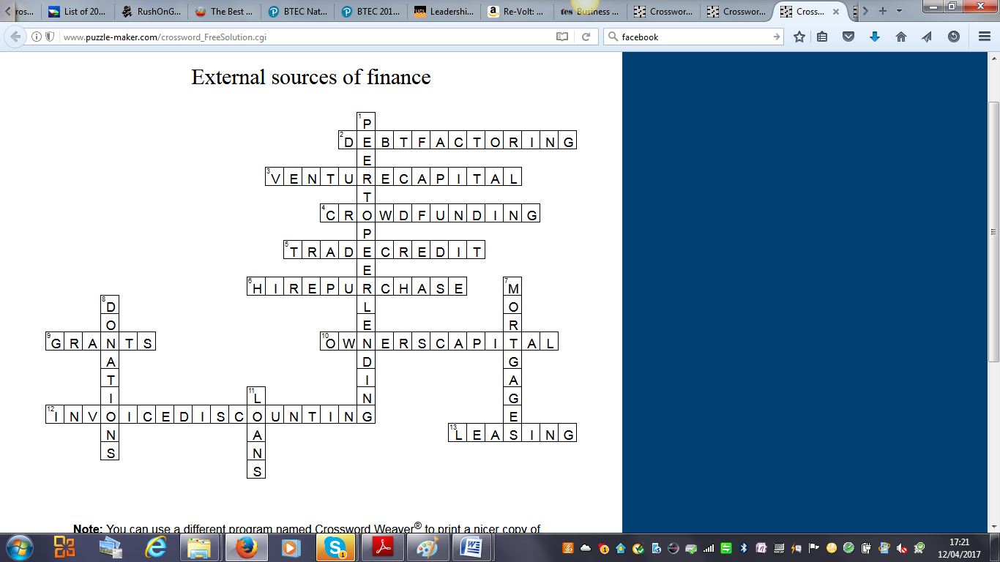 ros...
List of 20...
RushOnG...
The Best ...
BTEC Nat...
BTEC 201...
Leadershi...
Re-Volt: ...
Business ...
Crosswor...
Crosswor...
Cross...
www.puzzle-maker.com/crossword_FreeSolution.cgi
facebook
External sources of finance
1 PEERTOPEERLENDING
2 DEBTFACTORING
3 VENTURECAPITAL
4 CROWDFUNDING
5 TRADECREDIT
6 HIREPURCHASE
7 MORTGAGES
8 DONATIONS
9 GRANTS
10 OWNERSCAPITAL
11 LOANS
12 INVOICEDISCOUNTING
13 LEASING
Note: You can use a different program named Crossword Weaver® to print a nicer copy of
17:21
12/04/2017